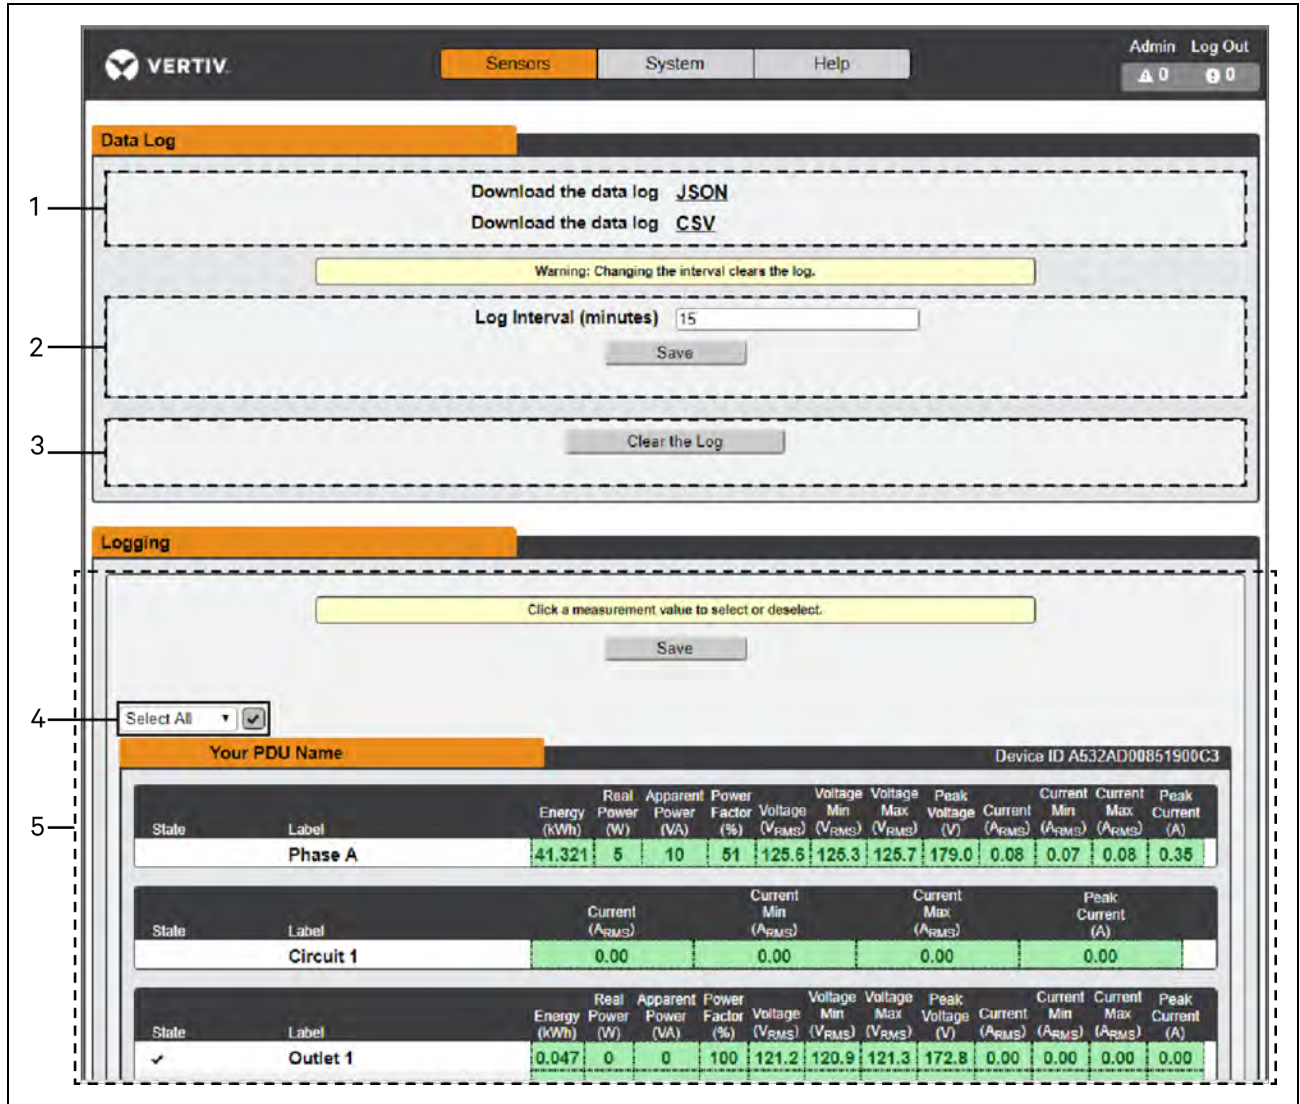 VERTIV.
Sensors System Help
Admin Log Out
0 0
Data Log
1
Download the data log JSON
Download the data log CSV
Warning: Changing the interval clears the log.
2
Log Interval (minutes) 15
Save
3
Clear the Log
Logging
Click a measurement value to select or deselect.
Save
4
Select All
Your PDU Name Device ID A532AD00851900C3
5
State Label Energy (kWh) Real Power (W) Apparent Power (VA) Power Factor (%) Voltage (VRMS) Voltage Min (VRMS) Voltage Max (VRMS) Peak Voltage (V) Current (ARMS) Current Min (ARMS) Current Max (ARMS) Peak Current (A)
Phase A 41.321 5 10 51 125.6 125.3 125.7 179.0 0.08 0.07 0.08 0.35
State Label Current (ARMS) Current Min (ARMS) Current Max (ARMS) Peak Current (A)
Circuit 1 0.00 0.00 0.00 0.00
State Label Energy (kWh) Real Power (W) Apparent Power (VA) Power Factor (%) Voltage (VRMS) Voltage Min (VRMS) Voltage Max (VRMS) Peak Voltage (V) Current (ARMS) Current Min (ARMS) Current Max (ARMS) Peak Current (A)
✔ Outlet 1 0.047 0 0 100 121.2 120.9 121.3 172.8 0.00 0.00 0.00 0.00